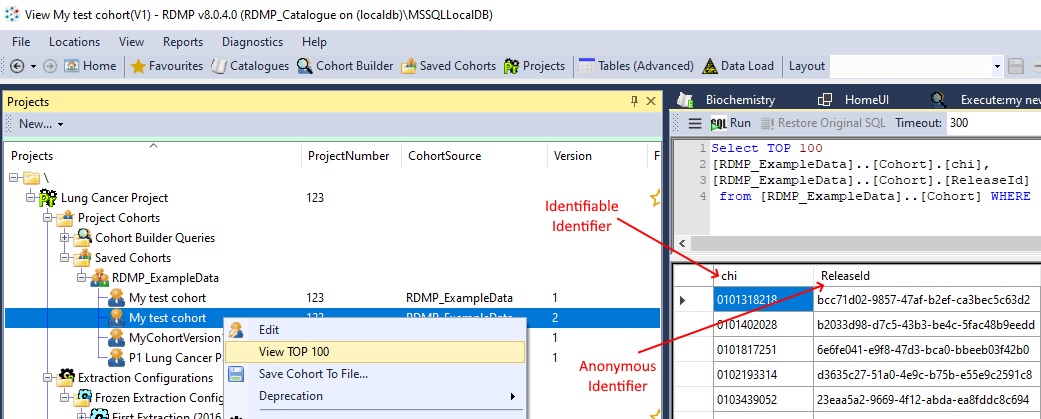 View My test cohort(V1) - RDMP v8.0.4.0 (RDMP_Catalogue on (localdb)\MSSQLLocalDB)
File Locations View Reports Diagnostics Help
Home Favourites Catalogues Cohort Builder Saved Cohorts Projects Tables (Advanced) Data Load Layout
Projects
New...
Projects ProjectNumber CohortSource Version F
\
Lung Cancer Project 123
Project Cohorts
Cohort Builder Queries
Saved Cohorts
RDMP_ExampleData
My test cohort 123 RDMP_ExampleData 1
My test cohort 123 RDMP_ExampleData 2
MyCohortVersion 1
P1 Lung Cancer P 1
Extraction Configurations
Frozen Extraction Config
First Extraction (2016
Edit
View TOP 100
Save Cohort To File...
Deprecation
Biochemistry HomeUI Execute:my new
SQL Run Restore Original SQL Timeout: 300
1 Select TOP 100
2 [RDMP_ExampleData]..[Cohort].[chi],
3 [RDMP_ExampleData]..[Cohort].[ReleaseId]
4 from [RDMP_ExampleData]..[Cohort] WHERE
Identifiable
Identifier
chi ReleaseId
0101318218 bcc71d02-9857-47af-b2ef-ca3bec5c63d2
0101402028 b2033d98-d7c5-43b3-be4c-5fac48b9eedd
0101817251 6e6fe041-e9f8-47d3-bca0-bbeeb03f42b0
0102193314 d3635c27-51a0-4e9c-b75b-e55e9c2591c8
0103439052 23eaa5a2-9669-4f12-abda-ea8fddc8c694
Anonymous
Identifier